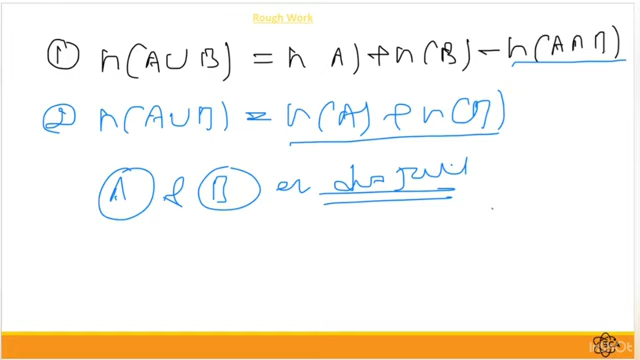 Rough Work
① n(A∪B) = n A) + n(B) - n(A∩B)
② n(A∪B) = n(A) + n(B)
A & B are disjoint